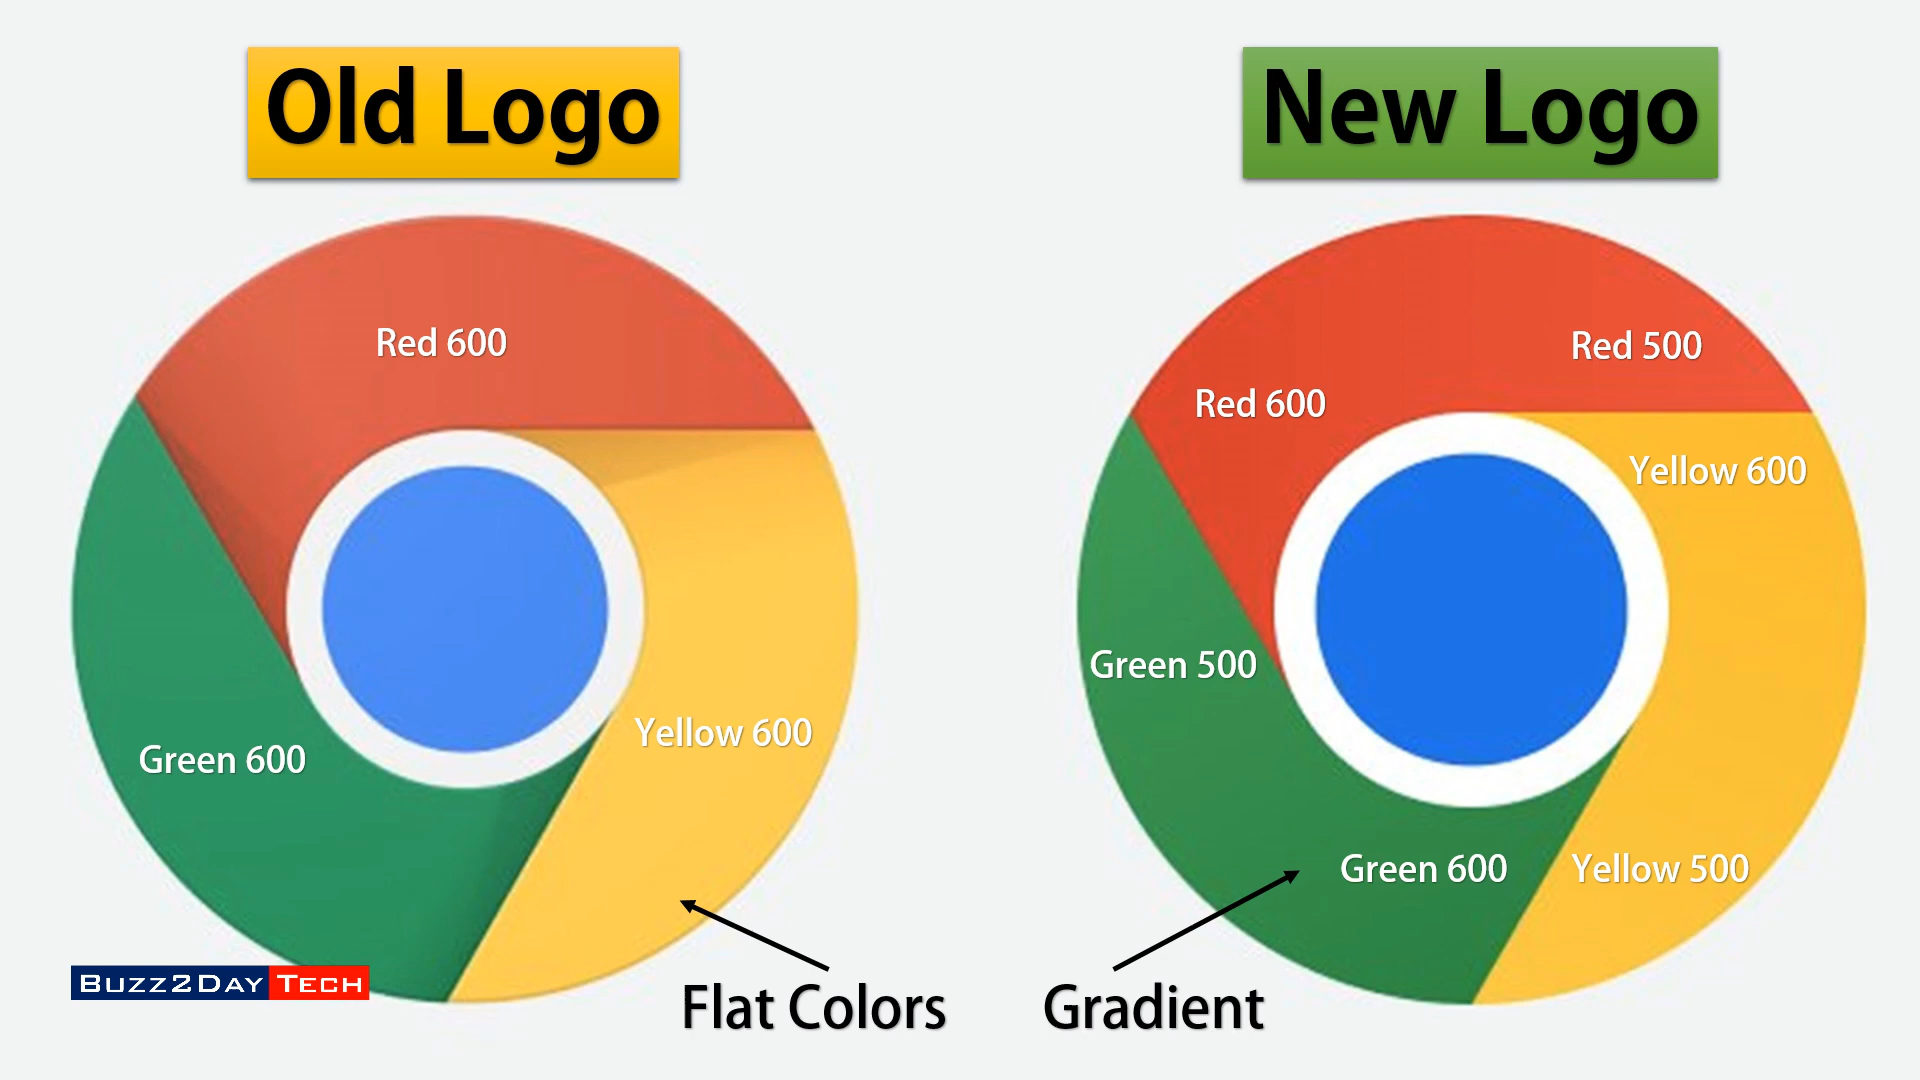 Old Logo
New Logo
Red 600
Red 500
Red 600
Yellow 600
Green 500
Yellow 600
Green 600
Green 600
Yellow 500
BUZZ2DAY TECH
Flat Colors
Gradient